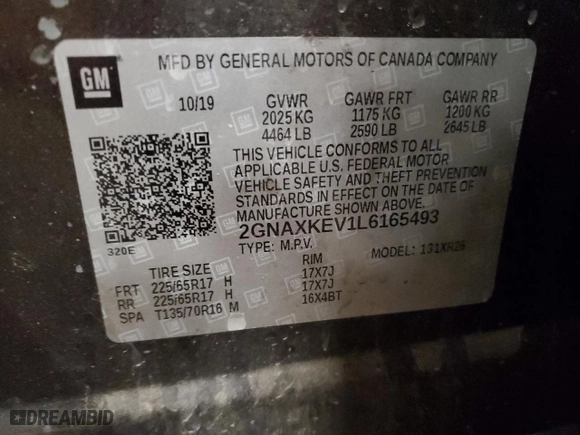 GM
MFD BY GENERAL MOTORS OF CANADA COMPANY
10/19 GVWR GAWR FRT GAWR RR
2025 KG 1175 KG 1200 KG
4464 LB 2590 LB 2645 LB
THIS VEHICLE CONFORMS TO ALL
APPLICABLE U.S. FEDERAL MOTOR
VEHICLE SAFETY AND THEFT PREVENTION
STANDARDS IN EFFECT ON THE DATE OF
MANUFACTURE SHOWN ABOVE.
2GNAXKEV1L6165493
320E TYPE: M.P.V. MODEL: 131XR26
TIRE SIZE RIM
FRT 225/65R17 H 17X7J
RR 225/65R17 H 17X7J
SPA T135/70R16 M 16X4BT
DREAMBID